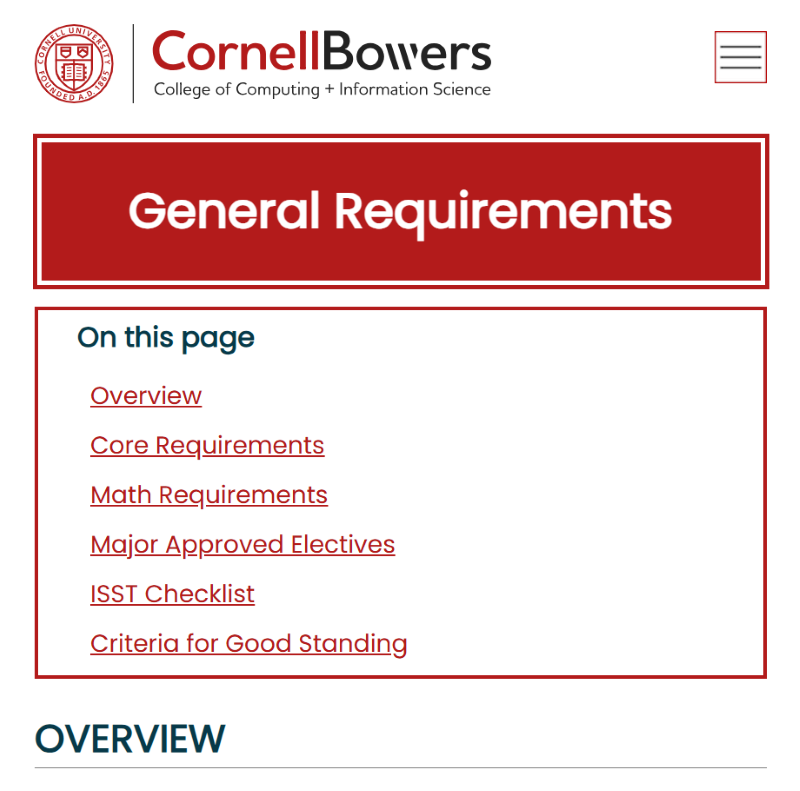 CORNELL UNIVERSITY
FOUNDED A.D. 1865
CornellBowers
College of Computing + Information Science
General Requirements
On this page
Overview
Core Requirements
Math Requirements
Major Approved Electives
ISST Checklist
Criteria for Good Standing
OVERVIEW